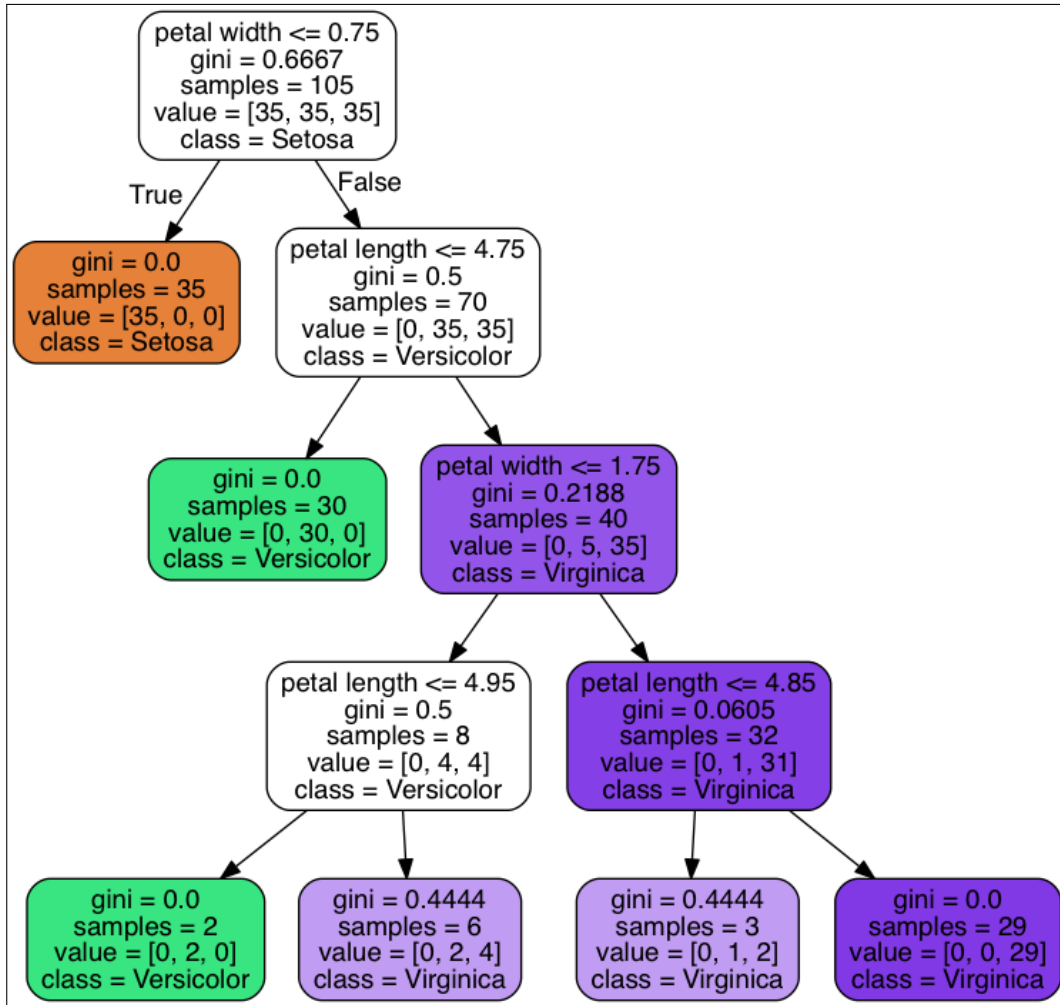 petal width <= 0.75
gini = 0.6667
samples = 105
value = [35, 35, 35]
class = Setosa
True
False
gini = 0.0
samples = 35
value = [35, 0, 0]
class = Setosa
petal length <= 4.75
gini = 0.5
samples = 70
value = [0, 35, 35]
class = Versicolor
gini = 0.0
samples = 30
value = [0, 30, 0]
class = Versicolor
petal width <= 1.75
gini = 0.2188
samples = 40
value = [0, 5, 35]
class = Virginica
petal length <= 4.95
gini = 0.5
samples = 8
value = [0, 4, 4]
class = Versicolor
petal length <= 4.85
gini = 0.0605
samples = 32
value = [0, 1, 31]
class = Virginica
gini = 0.0
samples = 2
value = [0, 2, 0]
class = Versicolor
gini = 0.4444
samples = 6
value = [0, 2, 4]
class = Virginica
gini = 0.4444
samples = 3
value = [0, 1, 2]
class = Virginica
gini = 0.0
samples = 29
value = [0, 0, 29]
class = Virginica